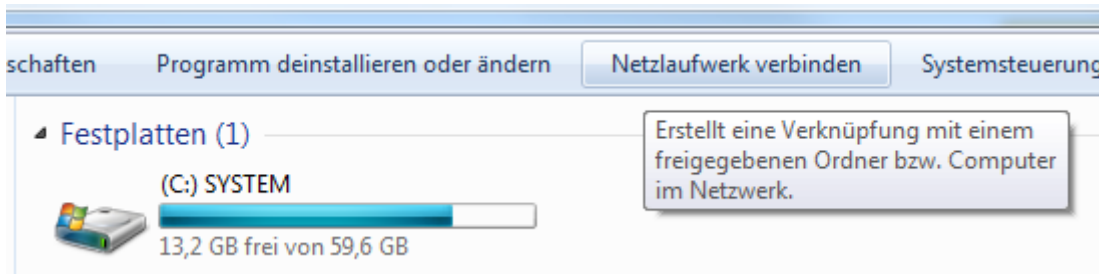 schaften Programm deinstallieren oder ändern Netzlaufwerk verbinden Systemsteuerung
Festplatten (1)
Erstellt eine Verknüpfung mit einem
freigegebenen Ordner bzw. Computer
im Netzwerk.
(C:) SYSTEM
13,2 GB frei von 59,6 GB